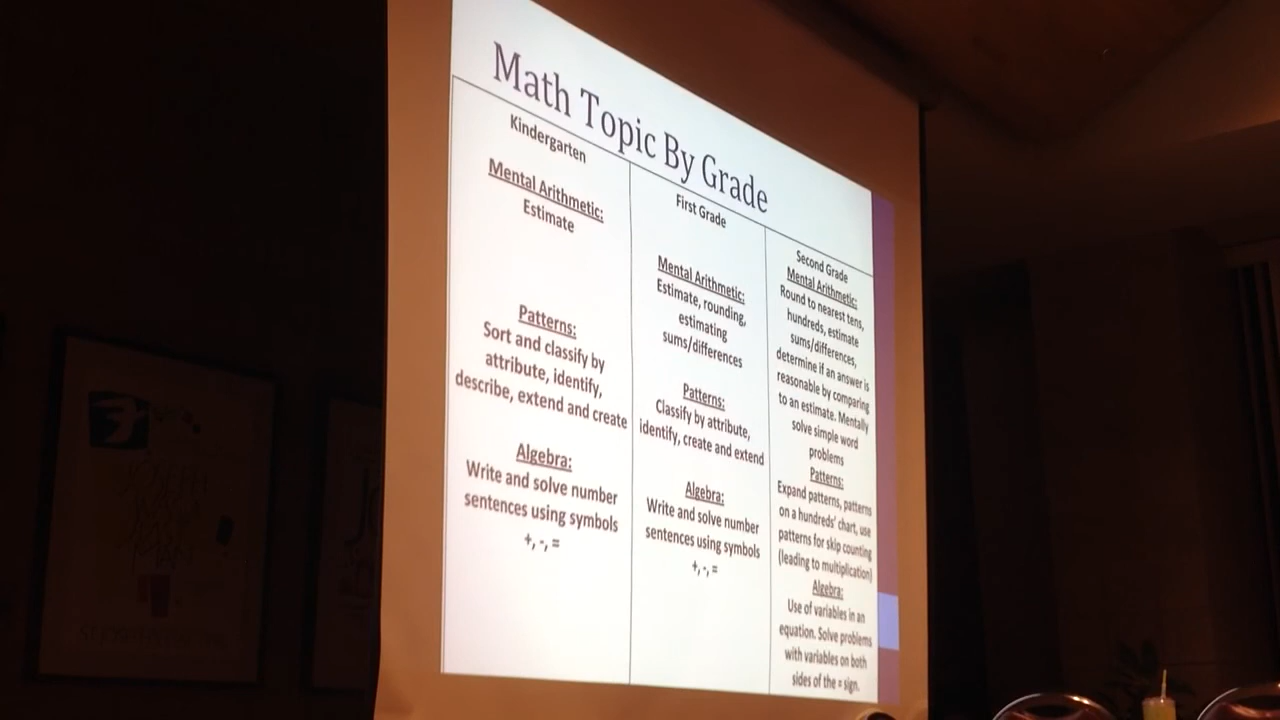 Math Topic By Grade
Kindergarten
Mental Arithmetic:
Estimate
Patterns:
Sort and classify by
attribute, identify,
describe, extend and create
Algebra:
Write and solve number
sentences using symbols
+, -, =
First Grade
Mental Arithmetic:
Estimate, rounding,
estimating
sums/differences
Patterns:
Classify by attribute,
identify, create and extend
Algebra:
Write and solve number
sentences using symbols
+, -, =
Second Grade
Mental Arithmetic:
Round to nearest tens,
hundreds, estimate
sums/differences,
determine if an answer is
reasonable by comparing
to an estimate. Mentally
solve simple word
problems
Patterns:
Expand patterns, patterns
on a hundreds' chart, use
patterns for skip counting
(leading to multiplication)
Algebra:
Use of variables in an
equation. Solve problems
with variables on both
sides of the = sign.